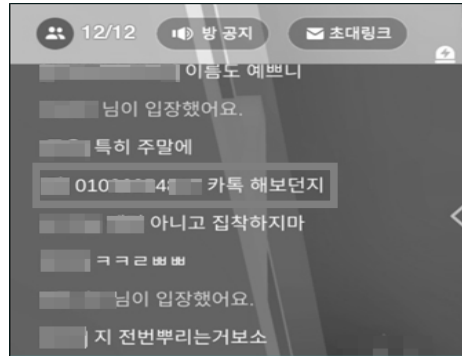 12/12 방 공지 초대링크
이름도 예쁘니
님이 입장했어요.
특히 주말에
010 4 카톡 해보던지
아니고 집착하지마
ㅋㅋㄹㅃㅃ
님이 입장했어요.
지 전번뿌리는거보소